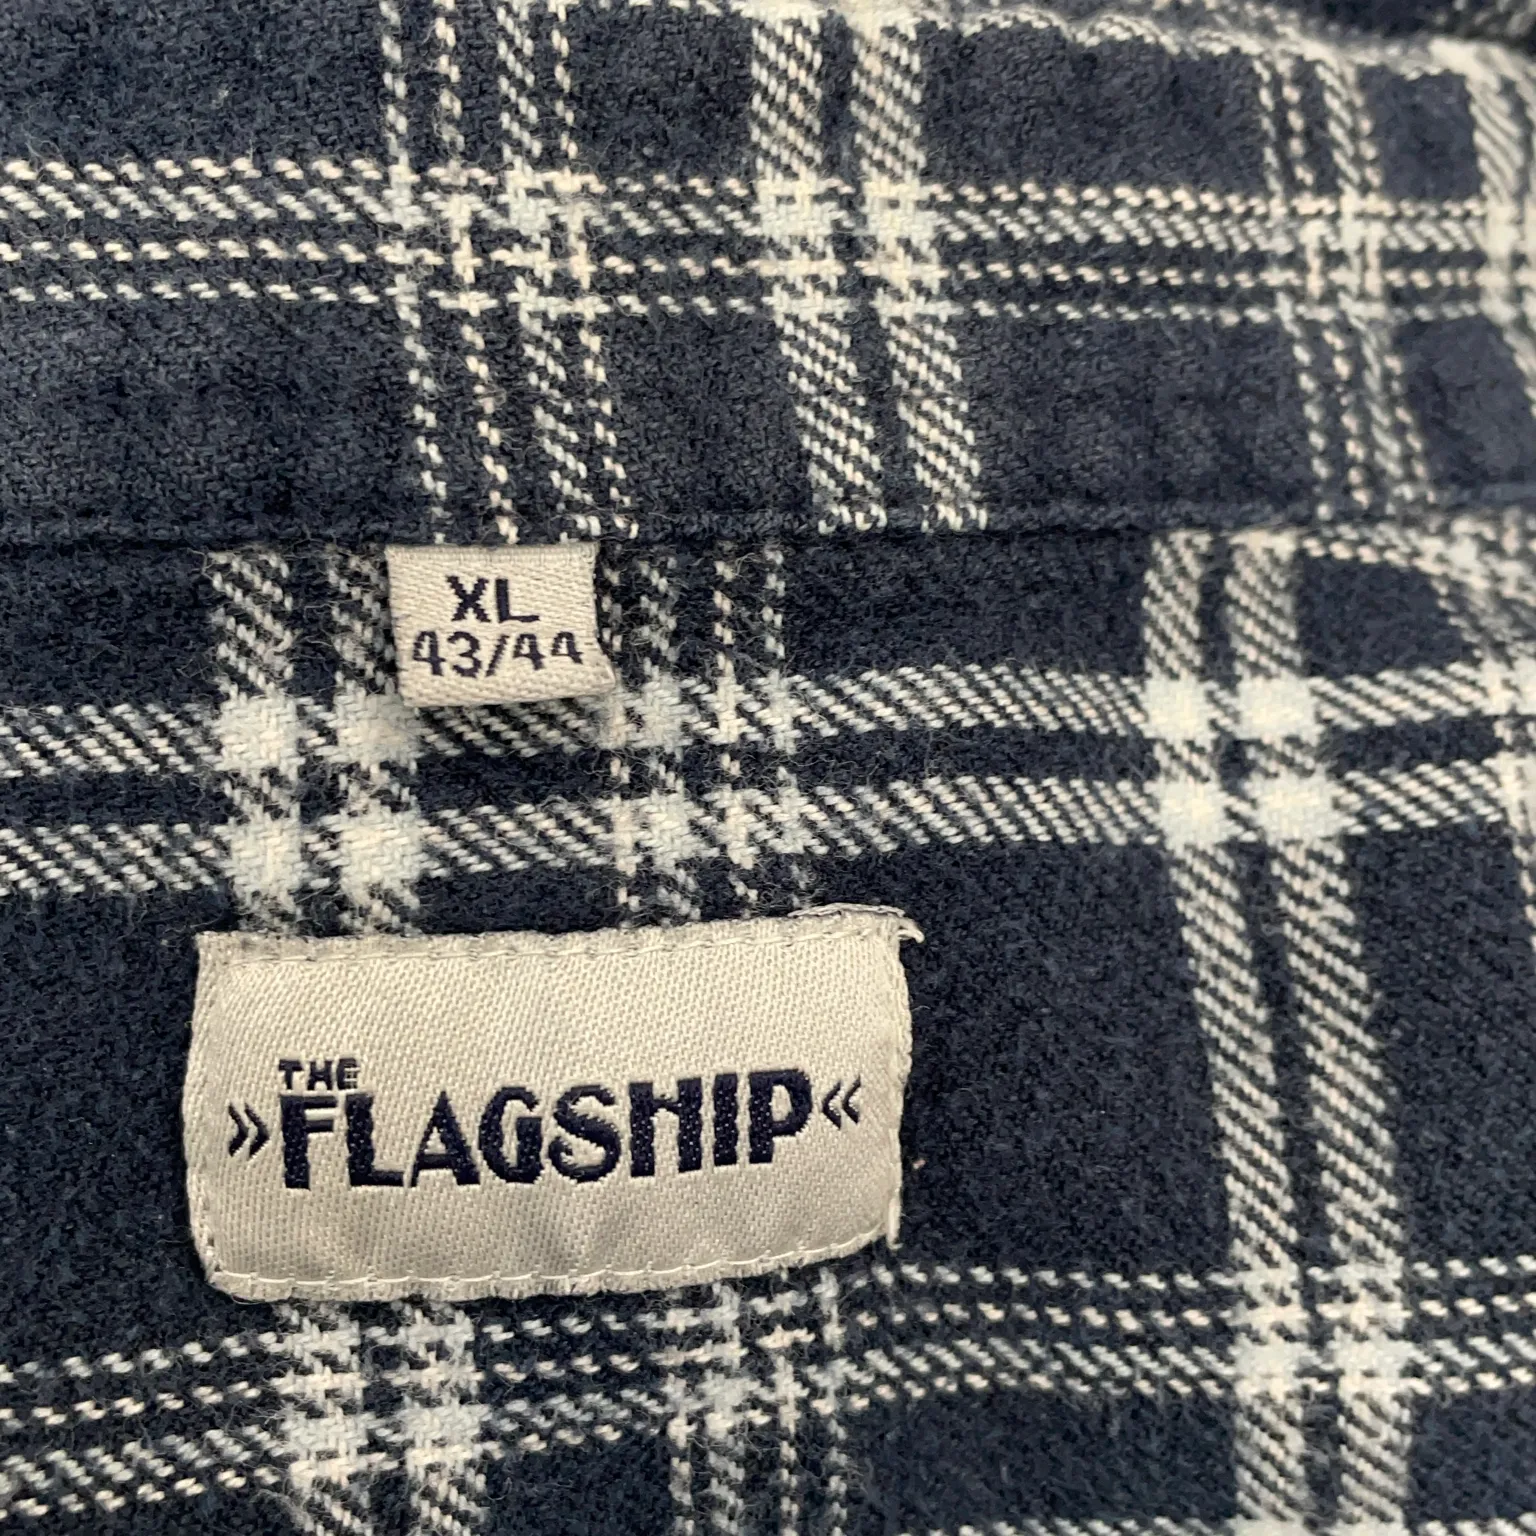 XL
43/44
THE
»FLAGSHIP«